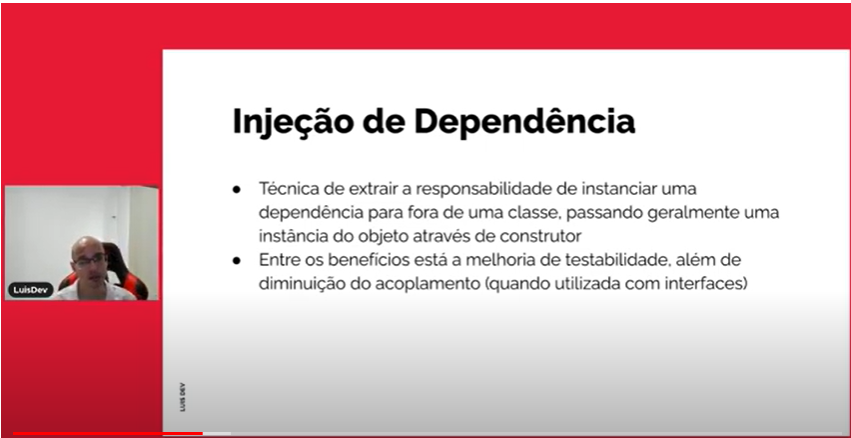 Injeção de Dependência
● Técnica de extrair a responsabilidade de instanciar uma
dependência para fora de uma classe, passando geralmente uma
instância do objeto através de construtor
● Entre os benefícios está a melhoria de testabilidade, além de
diminuição do acoplamento (quando utilizada com interfaces)
LuisDev
LUIS DEV